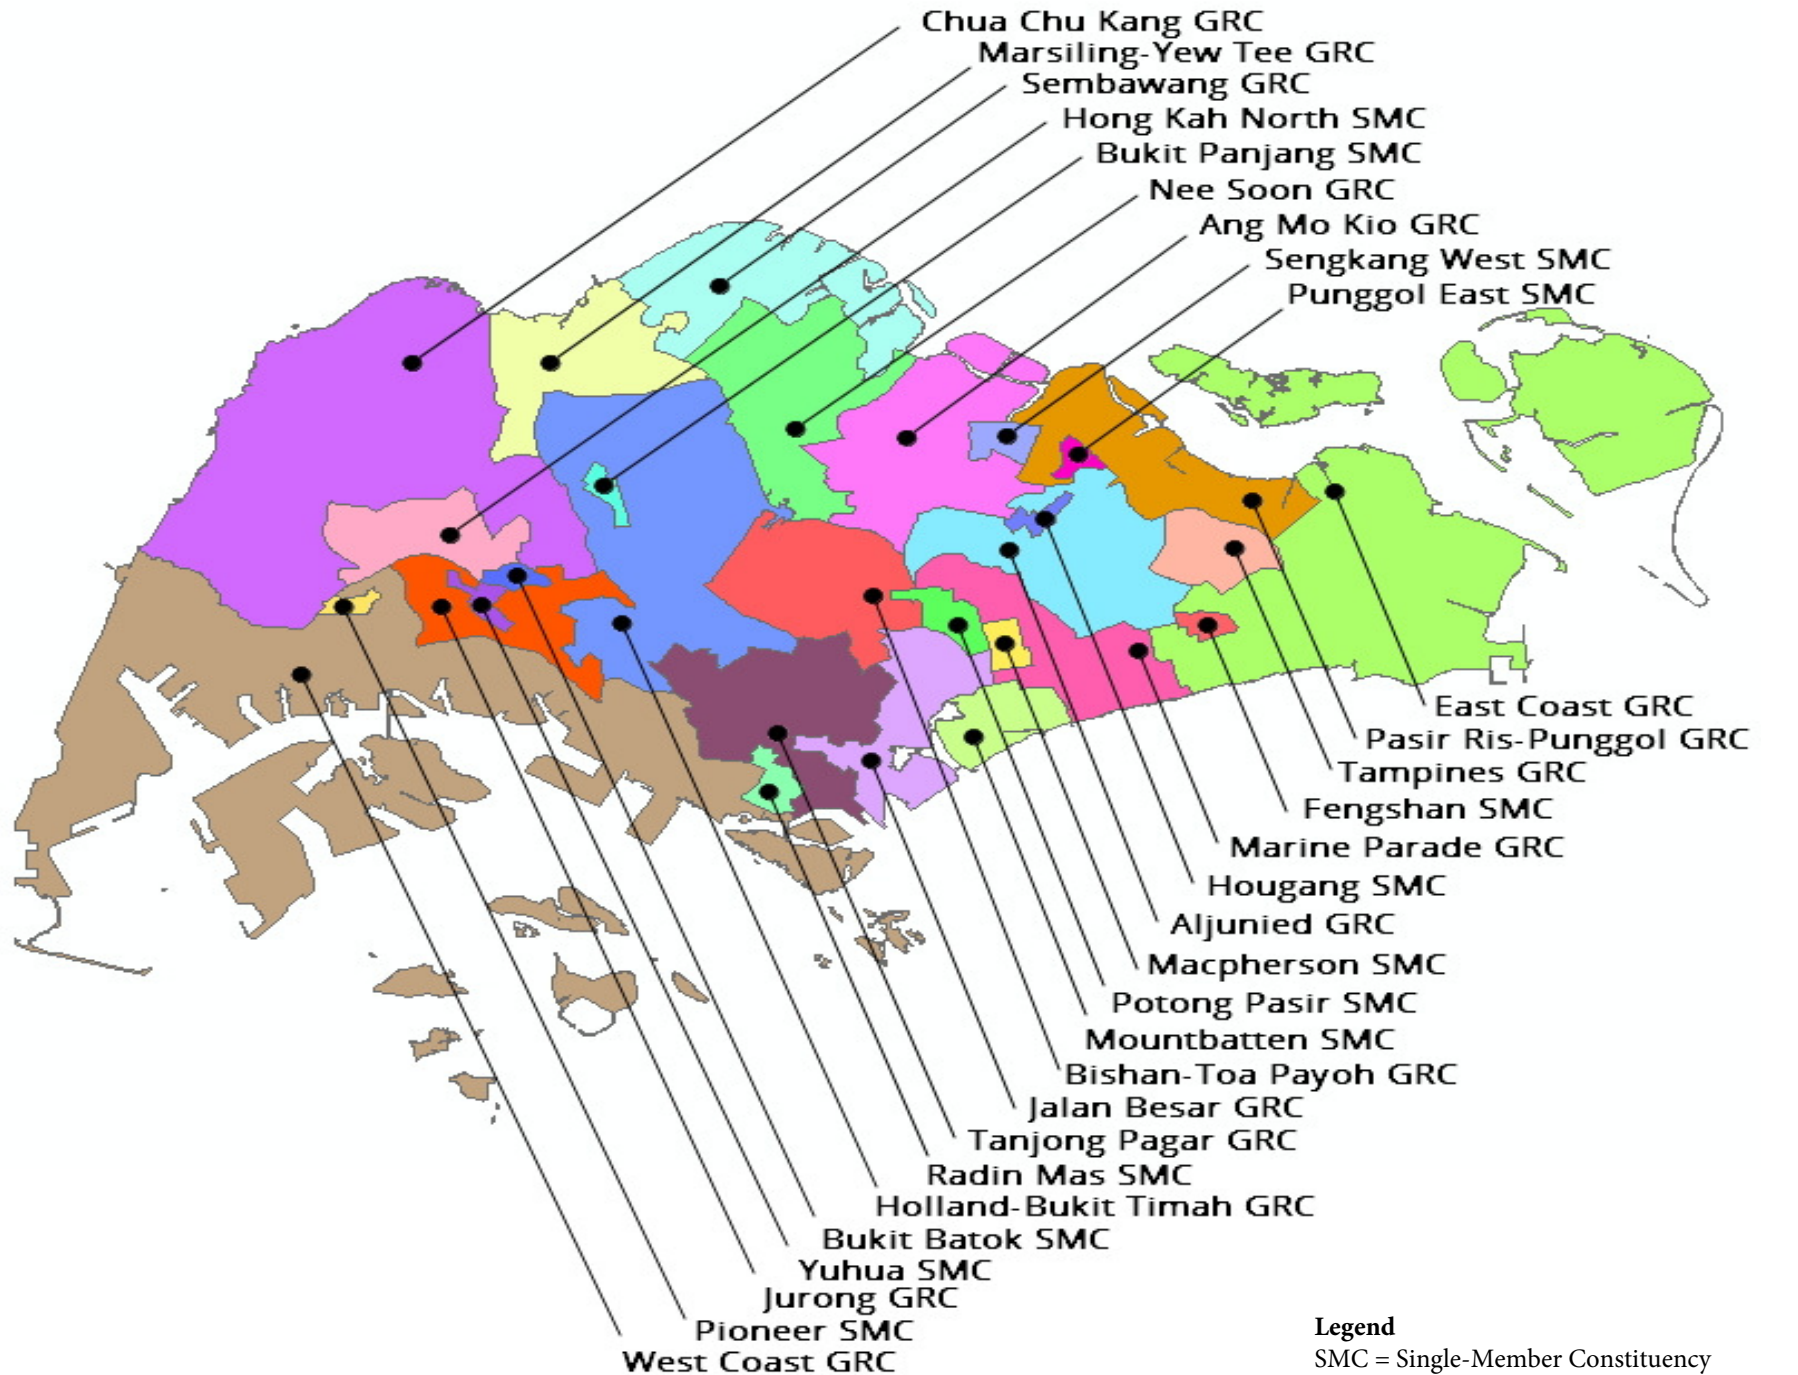 Chua Chu Kang GRC
Marsiling-Yew Tee GRC
Sembawang GRC
Hong Kah North SMC
Bukit Panjang SMC
Nee Soon GRC
Ang Mo Kio GRC
Sengkang West SMC
Punggol East SMC
East Coast GRC
Pasir Ris-Punggol GRC
Tampines GRC
Fengshan SMC
Marine Parade GRC
Hougang SMC
Aljunied GRC
Macpherson SMC
Potong Pasir SMC
Mountbatten SMC
Bishan-Toa Payoh GRC
Jalan Besar GRC
Tanjong Pagar GRC
Radin Mas SMC
Holland-Bukit Timah GRC
Bukit Batok SMC
Yuhua SMC
Jurong GRC
Pioneer SMC
West Coast GRC
Legend
SMC = Single-Member Constituency